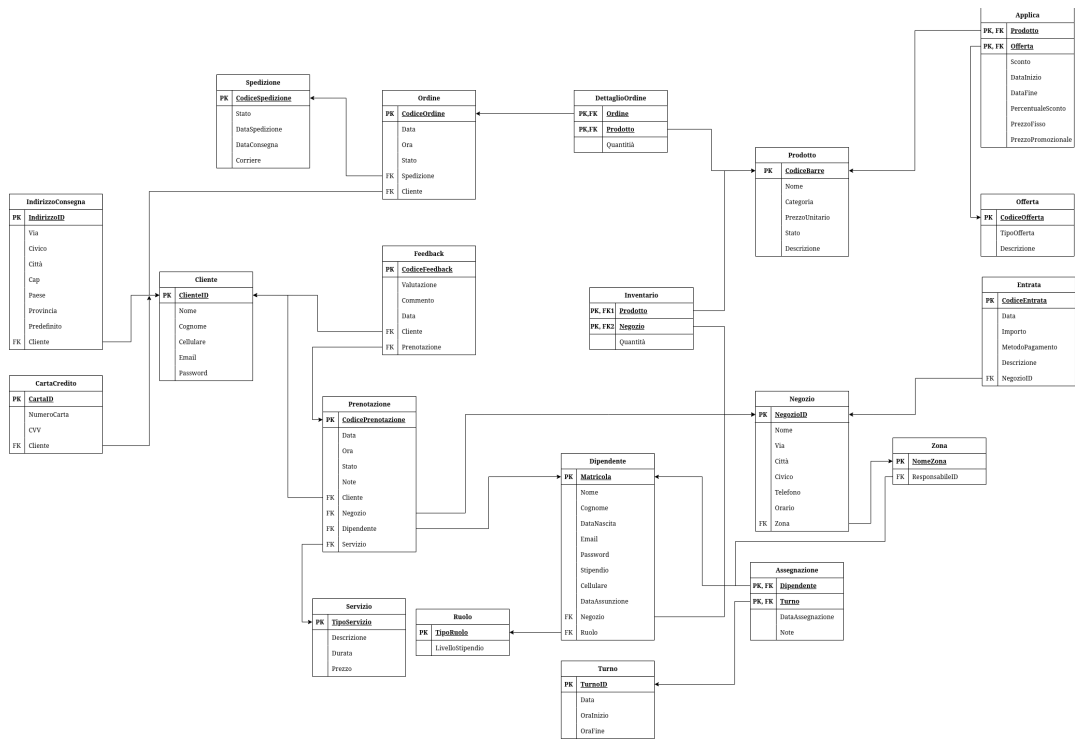 Applica
PK, FK Prodotto
PK, FK Offerta
Sconto
DataInizio
DataFine
PercentualeSconto
PrezzoFisso
PrezzoPromozionale
Spedizione
PK CodiceSpedizione
Stato
DataSpedizione
DataConsegna
Corriere
Ordine
PK CodiceOrdine
Data
Ora
Stato
FK Spedizione
FK Cliente
DettaglioOrdine
PK,FK Ordine
PK,FK Prodotto
Quantitià
Prodotto
PK CodiceBarre
Nome
Categoria
PrezzoUnitario
Stato
Descrizione
IndirizzoConsegna
PK IndirizzoID
Via
Civico
Città
Cap
Paese
Provincia
Predefinito
FK Cliente
Offerta
PK CodiceOfferta
TipoOfferta
Descrizione
Cliente
PK ClienteID
Nome
Cognome
Cellulare
Email
Password
Feedback
PK CodiceFeedback
Valutazione
Commento
Data
FK Cliente
FK Prenotazione
Inventario
PK, FK1 Prodotto
PK, FK2 Negozio
Quantità
Entrata
PK CodiceEntrata
Data
Importo
MetodoPagamento
Descrizione
FK NegozioID
CartaCredito
PK CartaID
NumeroCarta
CVV
FK Cliente
Prenotazione
PK CodicePrenotazione
Data
Ora
Stato
Note
FK Cliente
FK Negozio
FK Dipendente
FK Servizio
Negozio
PK NegozioID
Nome
Via
Città
Civico
Telefono
Orario
FK Zona
Zona
PK NomeZona
FK ResponsabileID
Dipendente
PK Matricola
Nome
Cognome
DataNascita
Email
Password
Stipendio
Cellulare
DataAssunzione
FK Negozio
FK Ruolo
Assegnazione
PK, FK Dipendente
PK, FK Turno
DataAssegnazione
Note
Servizio
PK TipoServizio
Descrizione
Durata
Prezzo
Ruolo
PK TipoRuolo
LivelloStipendio
Turno
PK TurnoID
Data
OraInizio
OraFine